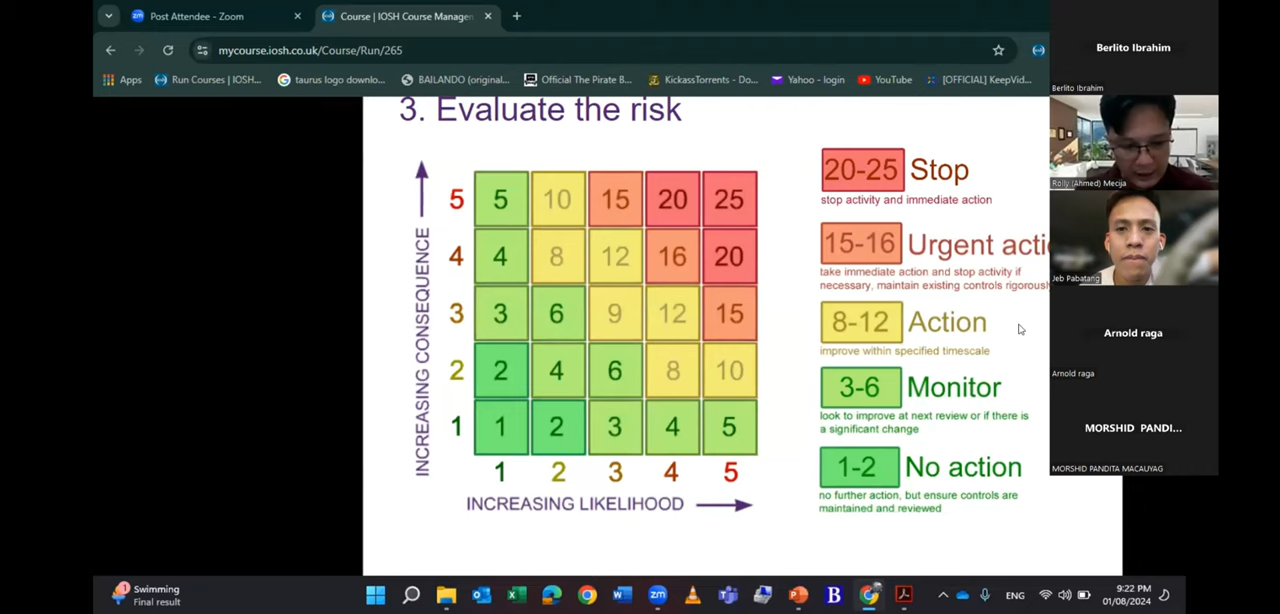 Post Attendee - Zoom
Course | IOSH Course Managem
mycourse.iosh.co.uk/Course/Run/265
Apps
Run Courses | IOSH...
taurus logo downlo...
BAILANDO (original...
Official The Pirate B...
KickassTorrents - Do...
Yahoo - login
YouTube
[OFFICIAL] KeepVid...
3. Evaluate the risk
INCREASING CONSEQUENCE
5 5 10 15 20 25
4 4 8 12 16 20
3 3 6 9 12 15
2 2 4 6 8 10
1 1 2 3 4 5
1 2 3 4 5
INCREASING LIKELIHOOD
20-25 Stop
stop activity and immediate action
15-16 Urgent acti
take immediate action and stop activity if
necessary, maintain existing controls rigorously
8-12 Action
improve within specified timescale
3-6 Monitor
look to improve at next review or if there is
a significant change
1-2 No action
no further action, but ensure controls are
maintained and reviewed
Berlito Ibrahim
Berlito Ibrahim
Rolly (Ahmed) Mecija
Jeb Pabatang
Arnold raga
Arnold raga
MORSHID PANDI...
MORSHID PANDITA MACAUYAG
1
Swimming
Final result
ENG
9:22 PM
01/08/2024